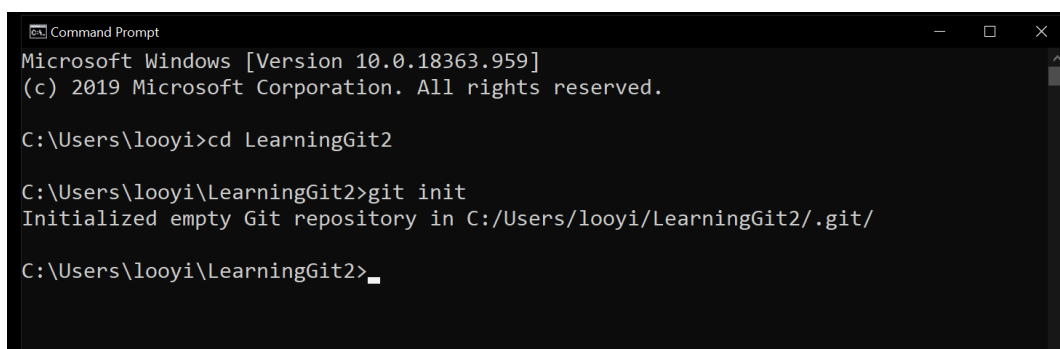 Command Prompt
Microsoft Windows [Version 10.0.18363.959]
(c) 2019 Microsoft Corporation. All rights reserved.
C:\Users\looyi>cd LearningGit2
C:\Users\looyi\LearningGit2>git init
Initialized empty Git repository in C:/Users/looyi/LearningGit2/.git/
C:\Users\looyi\LearningGit2>